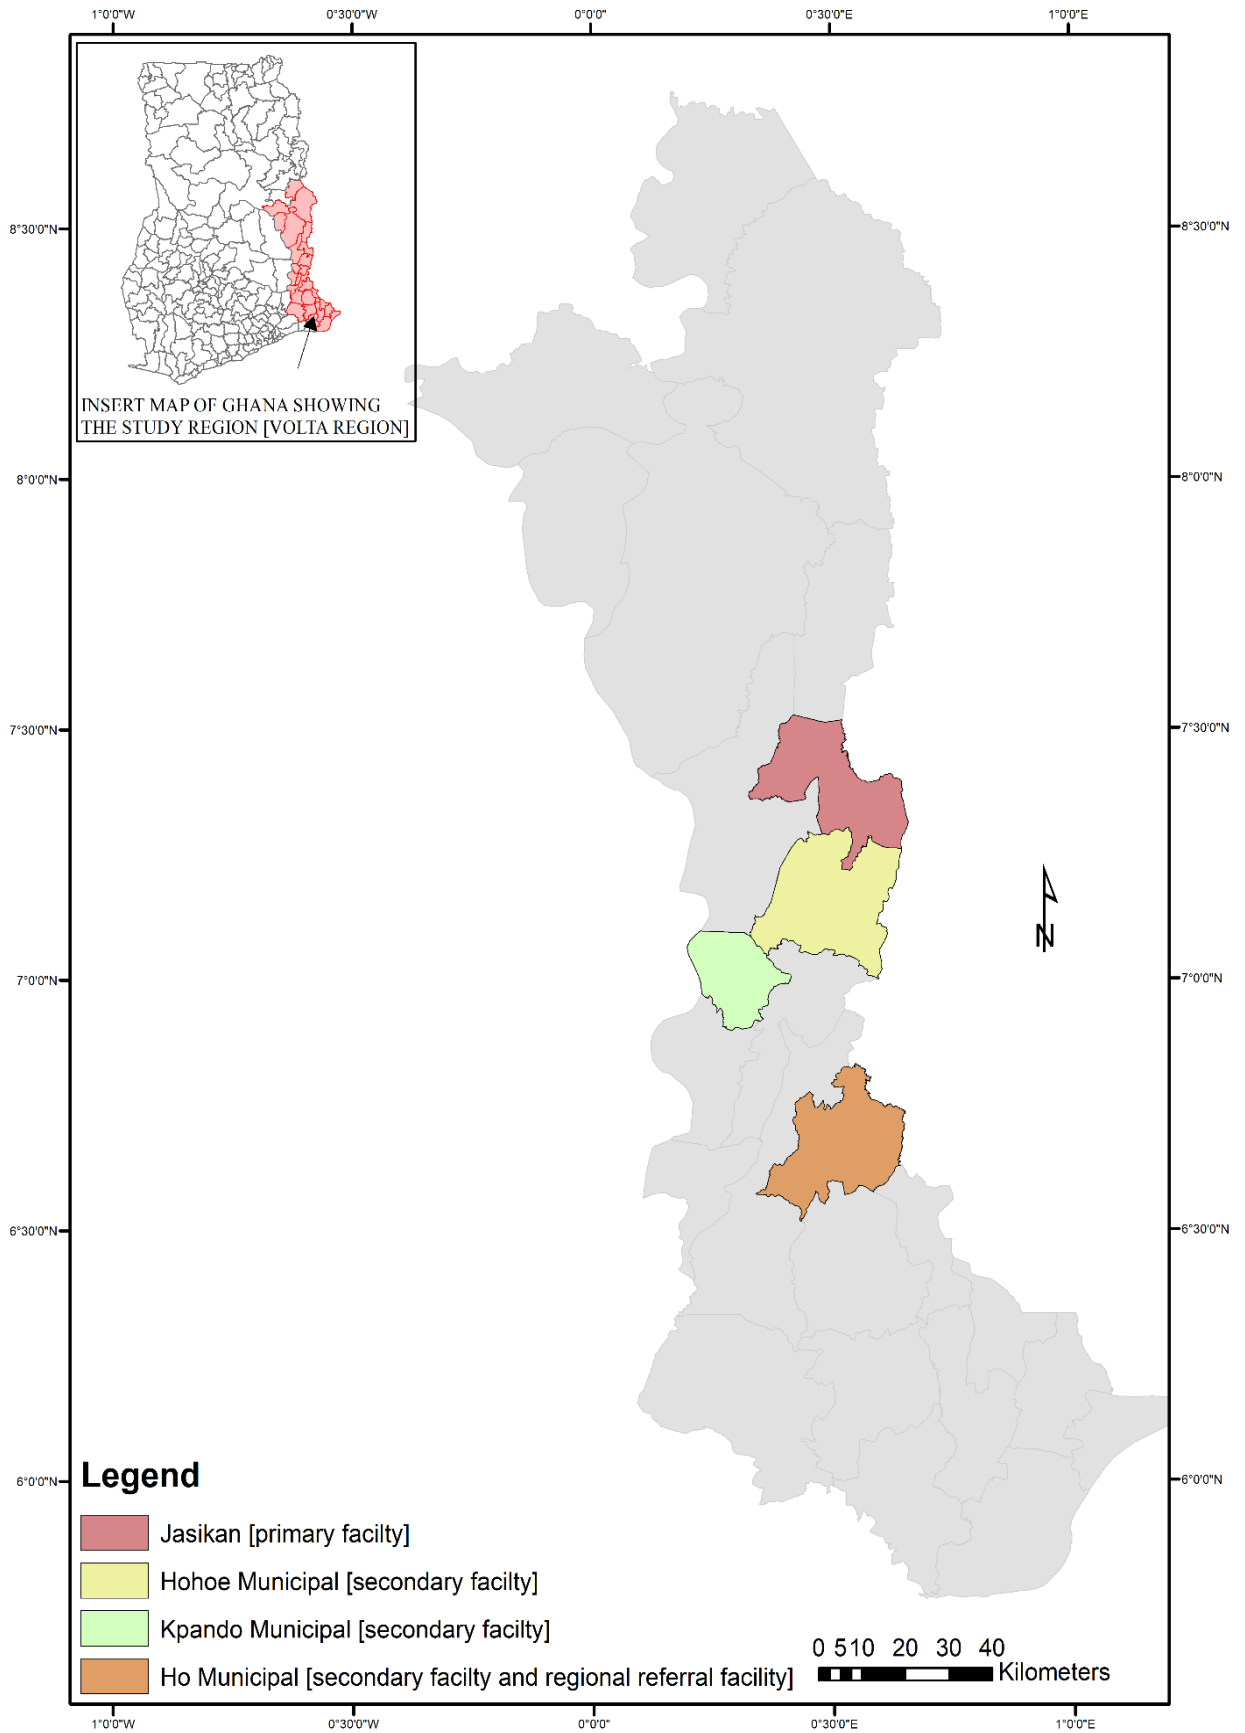 1°0'0"W 0°30'0"W 0°0'0" 0°30'0"E 1°0'0"E
INSERT MAP OF GHANA SHOWING
THE STUDY REGION [VOLTA REGION]
8°30'0"N 8°30'0"N
8°0'0"N 8°0'0"N
7°30'0"N 7°30'0"N
N
7°0'0"N 7°0'0"N
6°30'0"N 6°30'0"N
6°0'0"N 6°0'0"N
Legend
Jasikan [primary facilty]
Hohoe Municipal [secondary facilty]
Kpando Municipal [secondary facilty]
Ho Municipal [secondary facilty and regional referral facility]
0 5 10 20 30 40
Kilometers
1°0'0"W 0°30'0"W 0°0'0" 0°30'0"E 1°0'0"E